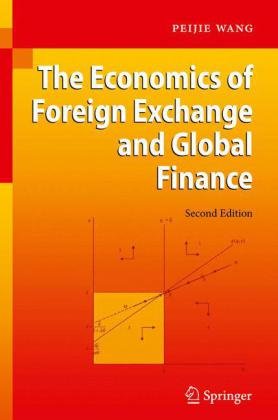 PEIJIE WANG
The Economics of
Foreign Exchange
and Global
Finance
Second Edition
Springer